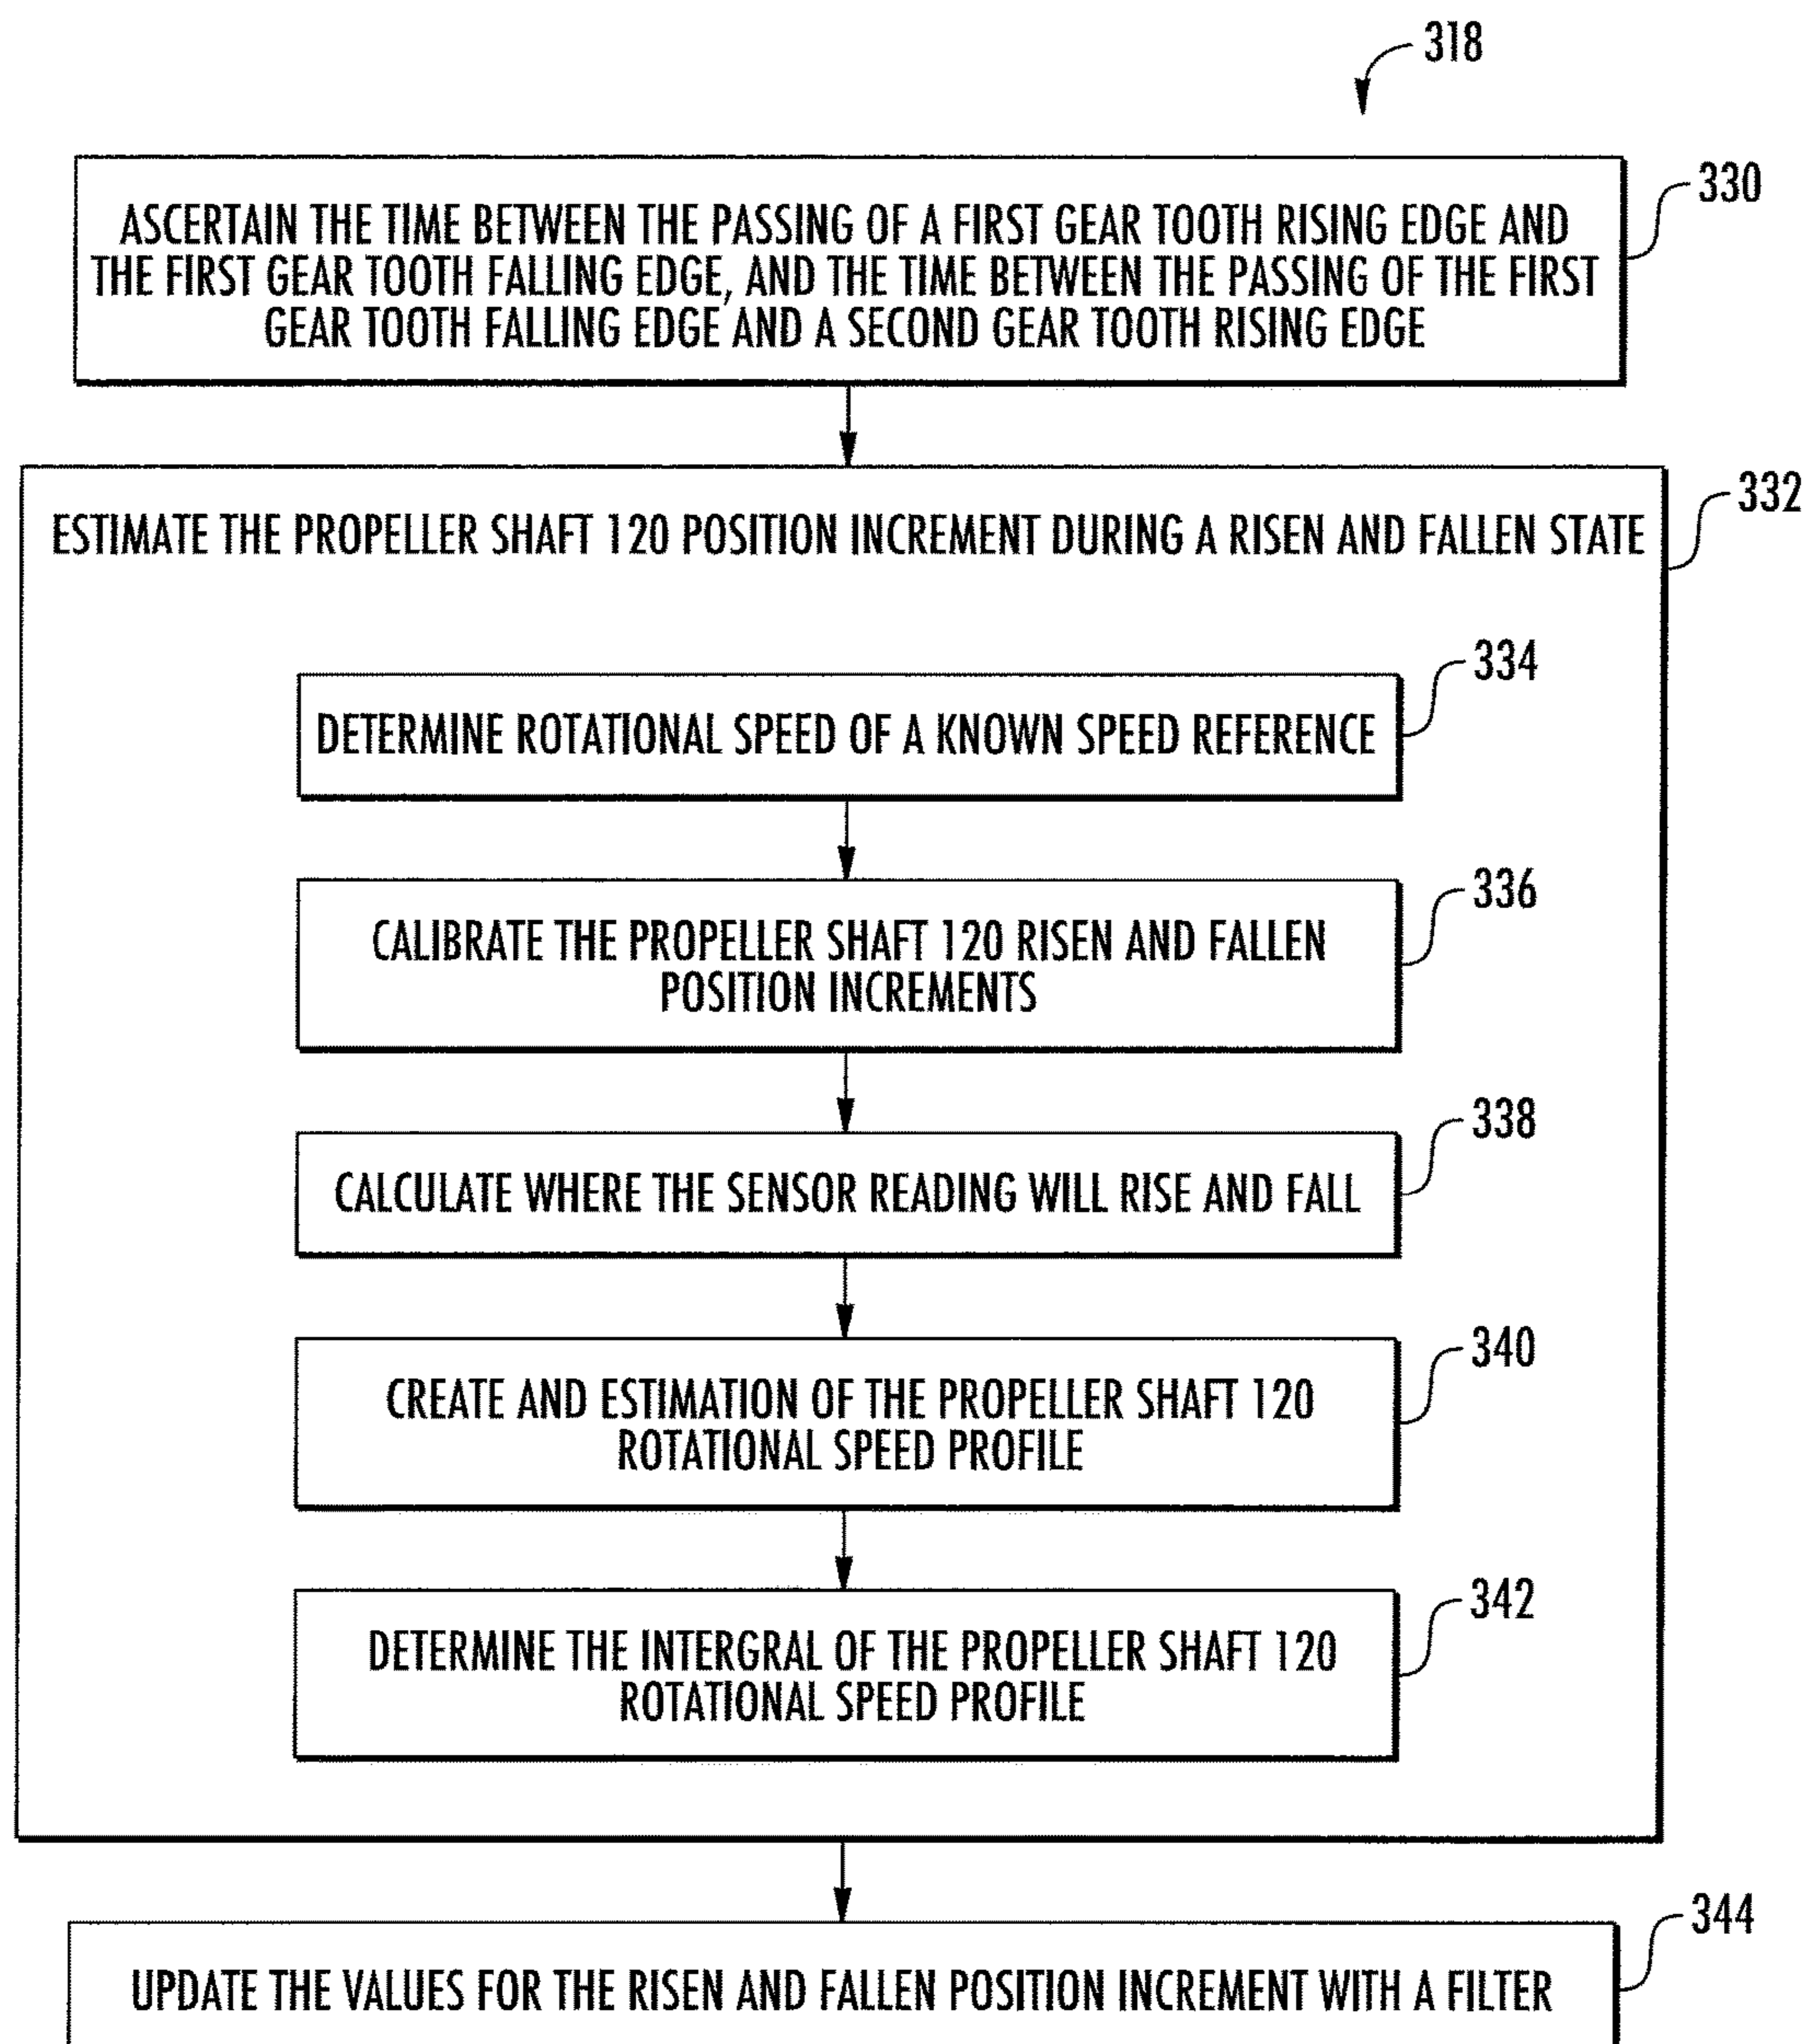 318
330
ASCERTAIN THE TIME BETWEEN THE PASSING OF A FIRST GEAR TOOTH RISING EDGE AND
THE FIRST GEAR TOOTH FALLING EDGE, AND THE TIME BETWEEN THE PASSING OF THE FIRST
GEAR TOOTH FALLING EDGE AND A SECOND GEAR TOOTH RISING EDGE
332
ESTIMATE THE PROPELLER SHAFT 120 POSITION INCREMENT DURING A RISEN AND FALLEN STATE
334
DETERMINE ROTATIONAL SPEED OF A KNOWN SPEED REFERENCE
336
CALIBRATE THE PROPELLER SHAFT 120 RISEN AND FALLEN
POSITION INCREMENTS
338
CALCULATE WHERE THE SENSOR READING WILL RISE AND FALL
340
CREATE AND ESTIMATION OF THE PROPELLER SHAFT 120
ROTATIONAL SPEED PROFILE
342
DETERMINE THE INTERGRAL OF THE PROPELLER SHAFT 120
ROTATIONAL SPEED PROFILE
344
UPDATE THE VALUES FOR THE RISEN AND FALLEN POSITION INCREMENT WITH A FILTER